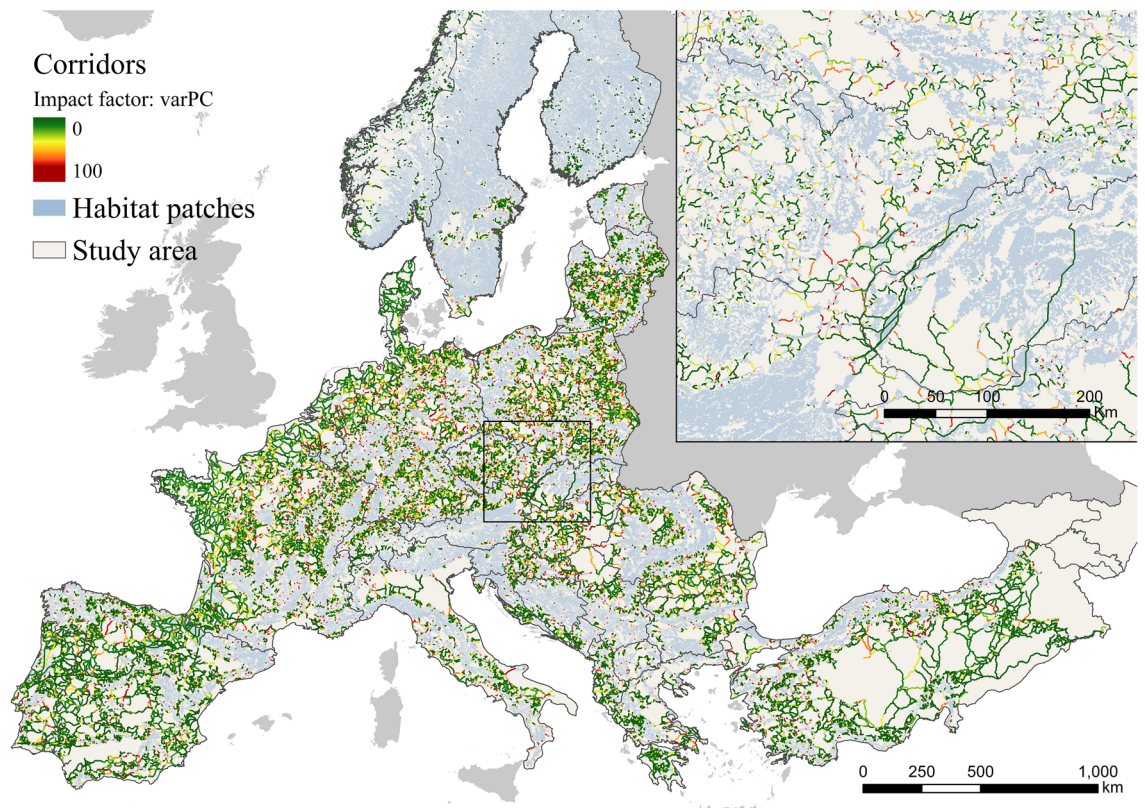 Corridors
Impact factor: varPC
0
100
Habitat patches
Study area
0 50 100 200
Km
0 250 500 1,000
km